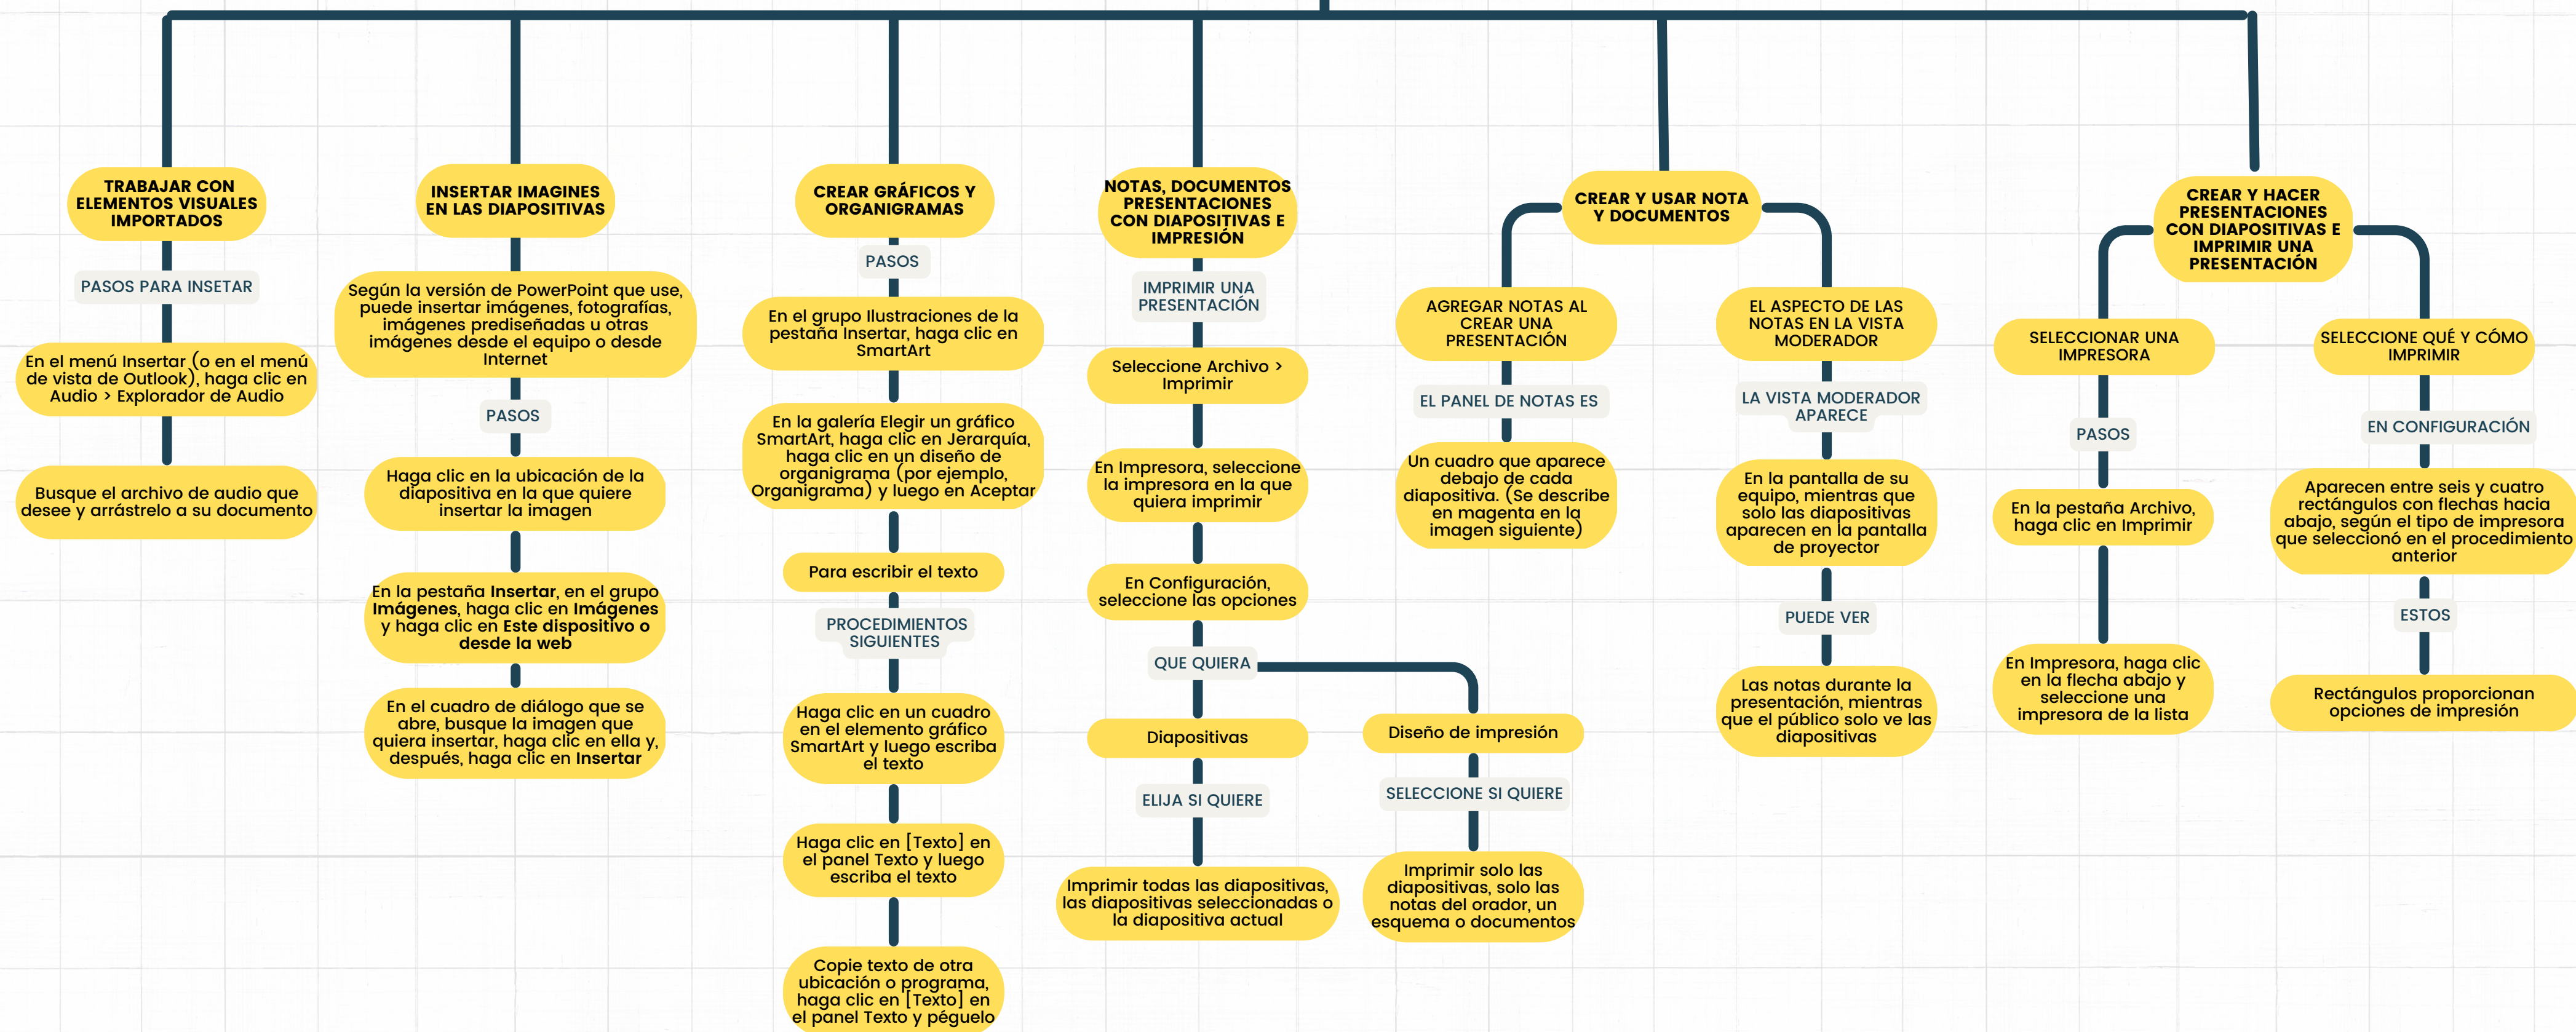 TRABAJAR CON
ELEMENTOS VISUALES
IMPORTADOS
PASOS PARA INSETAR
En el menú Insertar (o en el menú
de vista de Outlook), haga clic en
Audio > Explorador de Audio
Busque el archivo de audio que
desee y arrástrelo a su documento
INSERTAR IMAGINES
EN LAS DIAPOSITIVAS
Según la versión de PowerPoint que use,
puede insertar imágenes, fotografías,
imágenes prediseñadas u otras
imágenes desde el equipo o desde
Internet
PASOS
Haga clic en la ubicación de la
diapositiva en la que quiere
insertar la imagen
En la pestaña Insertar, en el grupo
Imágenes, haga clic en Imágenes
y haga clic en Este dispositivo o
desde la web
En el cuadro de diálogo que se
abre, busque la imagen que
quiera insertar, haga clic en ella y,
después, haga clic en Insertar
CREAR GRÁFICOS Y
ORGANIGRAMAS
PASOS
En el grupo Ilustraciones de la
pestaña Insertar, haga clic en
SmartArt
En la galería Elegir un gráfico
SmartArt, haga clic en Jerarquía,
haga clic en un diseño de
organigrama (por ejemplo,
Organigrama) y luego en Aceptar
Para escribir el texto
PROCEDIMIENTOS
SIGUIENTES
Haga clic en un cuadro
en el elemento gráfico
SmartArt y luego escriba
el texto
Haga clic en [Texto] en
el panel Texto y luego
escriba el texto
Copie texto de otra
ubicación o programa,
haga clic en [Texto] en
el panel Texto y péguelo
NOTAS, DOCUMENTOS
PRESENTACIONES
CON DIAPOSITIVAS E
IMPRESIÓN
IMPRIMIR UNA
PRESENTACIÓN
Seleccione Archivo >
Imprimir
En Impresora, seleccione
la impresora en la que
quiera imprimir
En Configuración,
seleccione las opciones
QUE QUIERA
Diapositivas
ELIJA SI QUIERE
Imprimir todas las diapositivas,
las diapositivas seleccionadas o
la diapositiva actual
Diseño de impresión
SELECCIONE SI QUIERE
Imprimir solo las
diapositivas, solo las
notas del orador, un
esquema o documentos
CREAR Y USAR NOTA
Y DOCUMENTOS
AGREGAR NOTAS AL
CREAR UNA
PRESENTACIÓN
EL PANEL DE NOTAS ES
Un cuadro que aparece
debajo de cada
diapositiva. (Se describe
en magenta en la
imagen siguiente)
EL ASPECTO DE LAS
NOTAS EN LA VISTA
MODERADOR
LA VISTA MODERADOR
APARECE
En la pantalla de su
equipo, mientras que
solo las diapositivas
aparecen en la pantalla
de proyector
PUEDE VER
Las notas durante la
presentación, mientras
que el público solo ve las
diapositivas
CREAR Y HACER
PRESENTACIONES
CON DIAPOSITIVAS E
IMPRIMIR UNA
PRESENTACIÓN
SELECCIONAR UNA
IMPRESORA
PASOS
En la pestaña Archivo,
haga clic en Imprimir
En Impresora, haga clic
en la flecha abajo y
seleccione una
impresora de la lista
SELECCIONE QUÉ Y CÓMO
IMPRIMIR
EN CONFIGURACIÓN
Aparecen entre seis y cuatro
rectángulos con flechas hacia
abajo, según el tipo de impresora
que seleccionó en el procedimiento
anterior
ESTOS
Rectángulos proporcionan
opciones de impresión